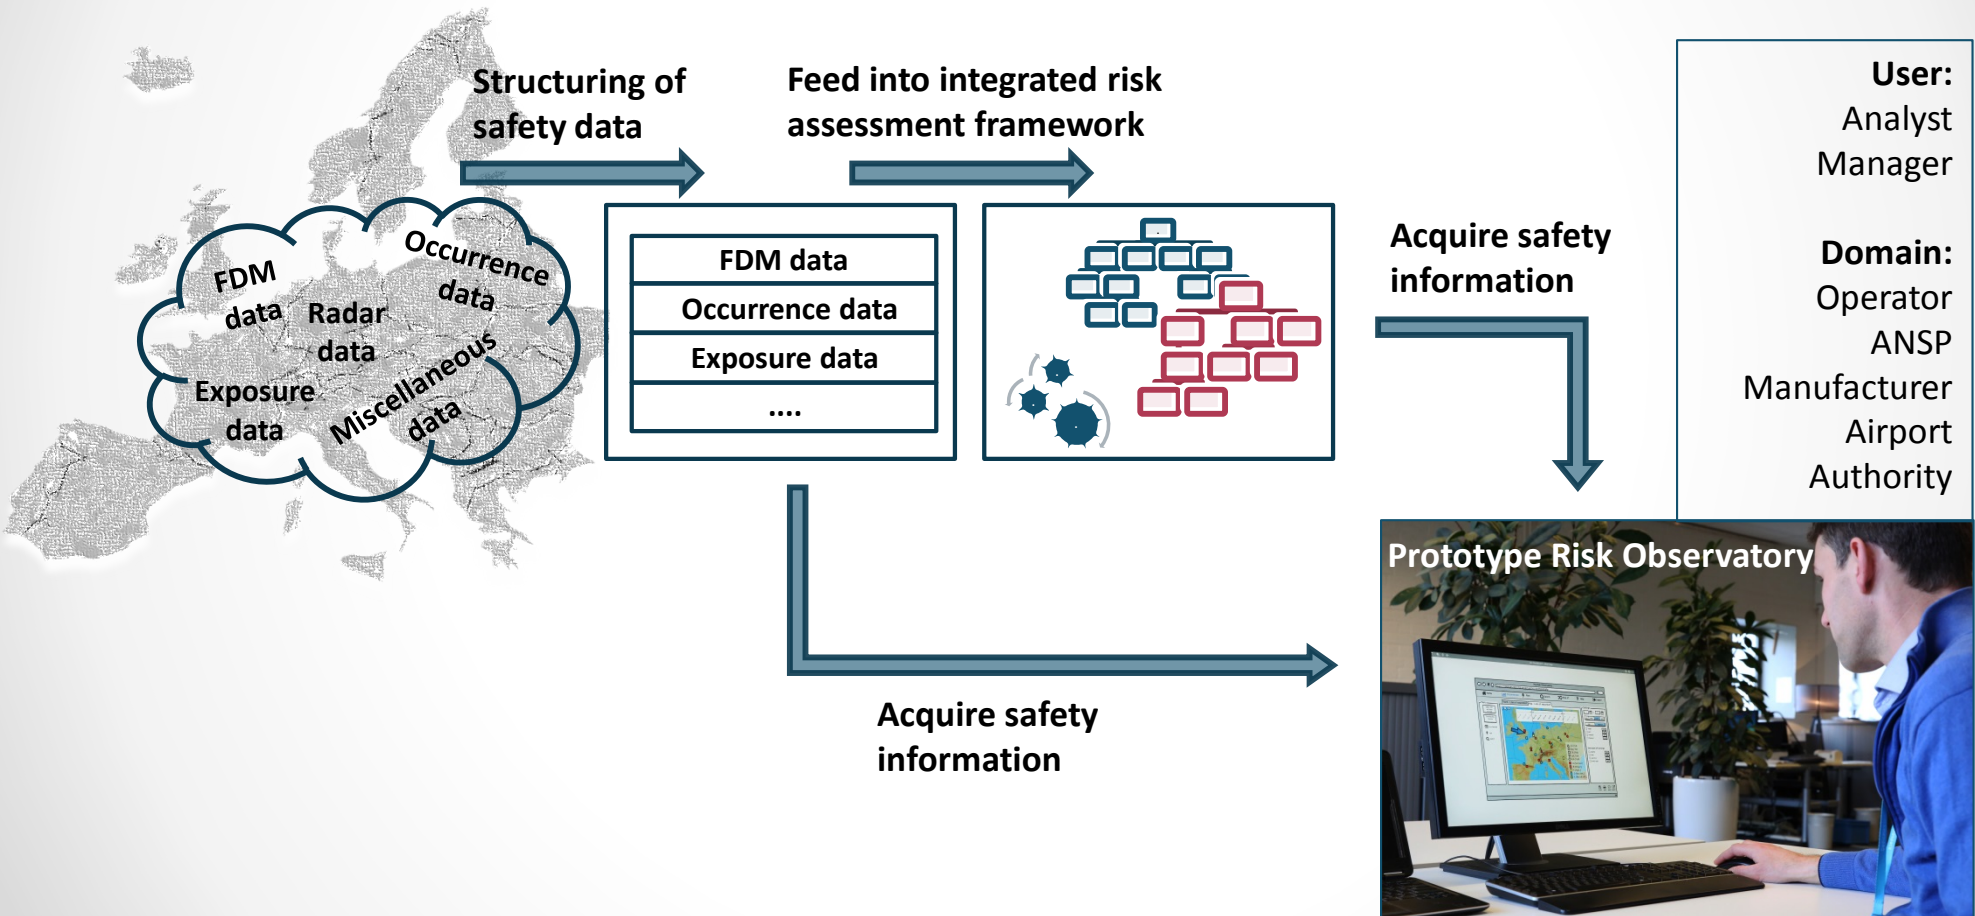 Structuring of
safety data
Feed into integrated risk
assessment framework
User:
Analyst
Manager
Domain:
Operator
ANSP
Manufacturer
Airport
Authority
FDM
data
Occurrence
data
Radar
data
Exposure
data
Miscellaneous
data
FDM data
Occurrence data
Exposure data
....
Acquire safety
information
Acquire safety
information
Prototype Risk Observatory